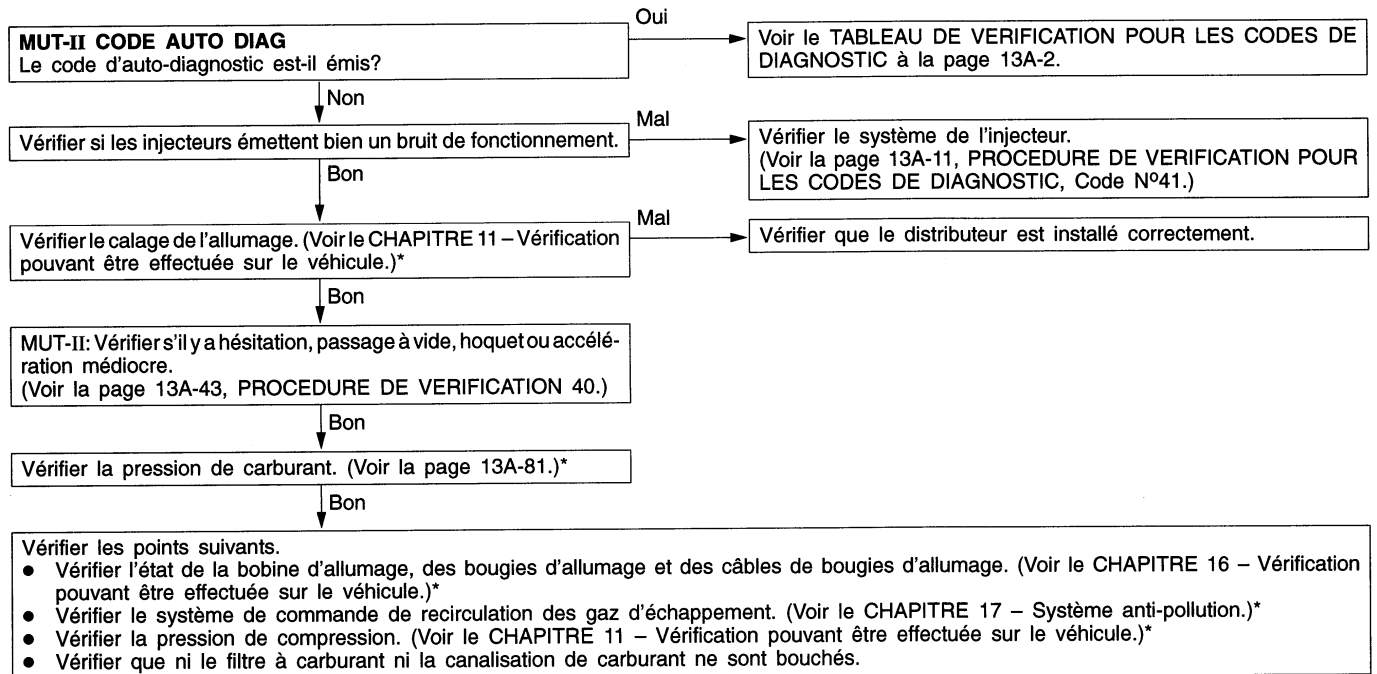 Oui
MUT-II CODE AUTO DIAG
Le code d'auto-diagnostic est-il émis?
Voir le TABLEAU DE VERIFICATION POUR LES CODES DE
DIAGNOSTIC à la page 13A-2.
Non
Mal
Vérifier si les injecteurs émettent bien un bruit de fonctionnement.
Vérifier le système de l'injecteur.
(Voir la page 13A-11, PROCEDURE DE VERIFICATION POUR
LES CODES DE DIAGNOSTIC, Code Nº41.)
Bon
Mal
Vérifier le calage de l'allumage. (Voir le CHAPITRE 11 – Vérification
pouvant être effectuée sur le véhicule.)*
Vérifier que le distributeur est installé correctement.
Bon
MUT-II: Vérifier s'il y a hésitation, passage à vide, hoquet ou accélé-
ration médiocre.
(Voir la page 13A-43, PROCEDURE DE VERIFICATION 40.)
Bon
Vérifier la pression de carburant. (Voir la page 13A-81.)*
Bon
Vérifier les points suivants.
● Vérifier l'état de la bobine d'allumage, des bougies d'allumage et des câbles de bougies d'allumage. (Voir le CHAPITRE 16 – Vérification
pouvant être effectuée sur le véhicule.)*
● Vérifier le système de commande de recirculation des gaz d'échappement. (Voir le CHAPITRE 17 – Système anti-pollution.)*
● Vérifier la pression de compression. (Voir le CHAPITRE 11 – Vérification pouvant être effectuée sur le véhicule.)*
● Vérifier que ni le filtre à carburant ni la canalisation de carburant ne sont bouchés.